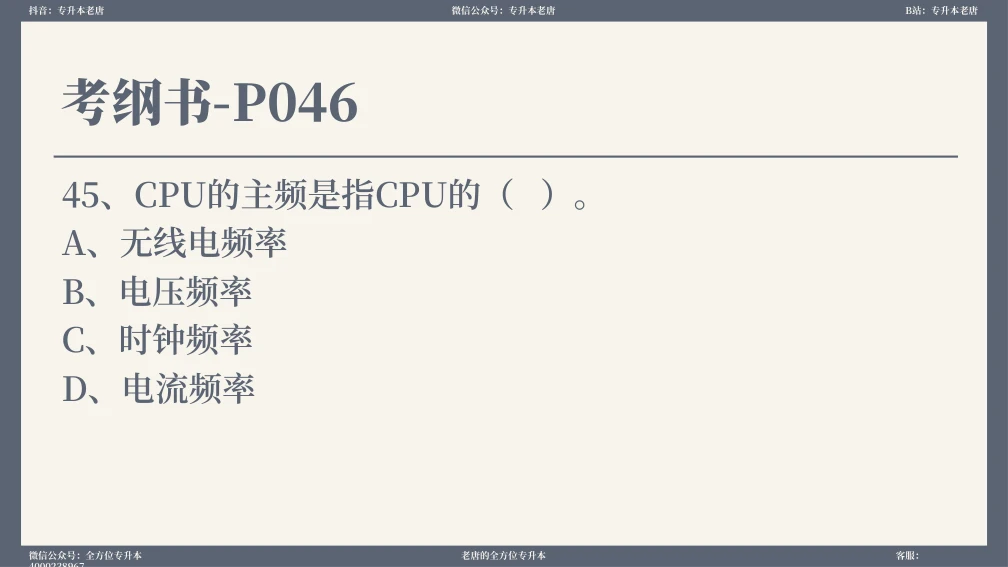 抖音：专升本老唐
微信公众号：专升本老唐
B站：专升本老唐
考纲书-P046
45、CPU的主频是指CPU的（  ）。
A、无线电频率
B、电压频率
C、时钟频率
D、电流频率
微信公众号：全方位专升本
老唐的全方位专升本
客服：
4000238967